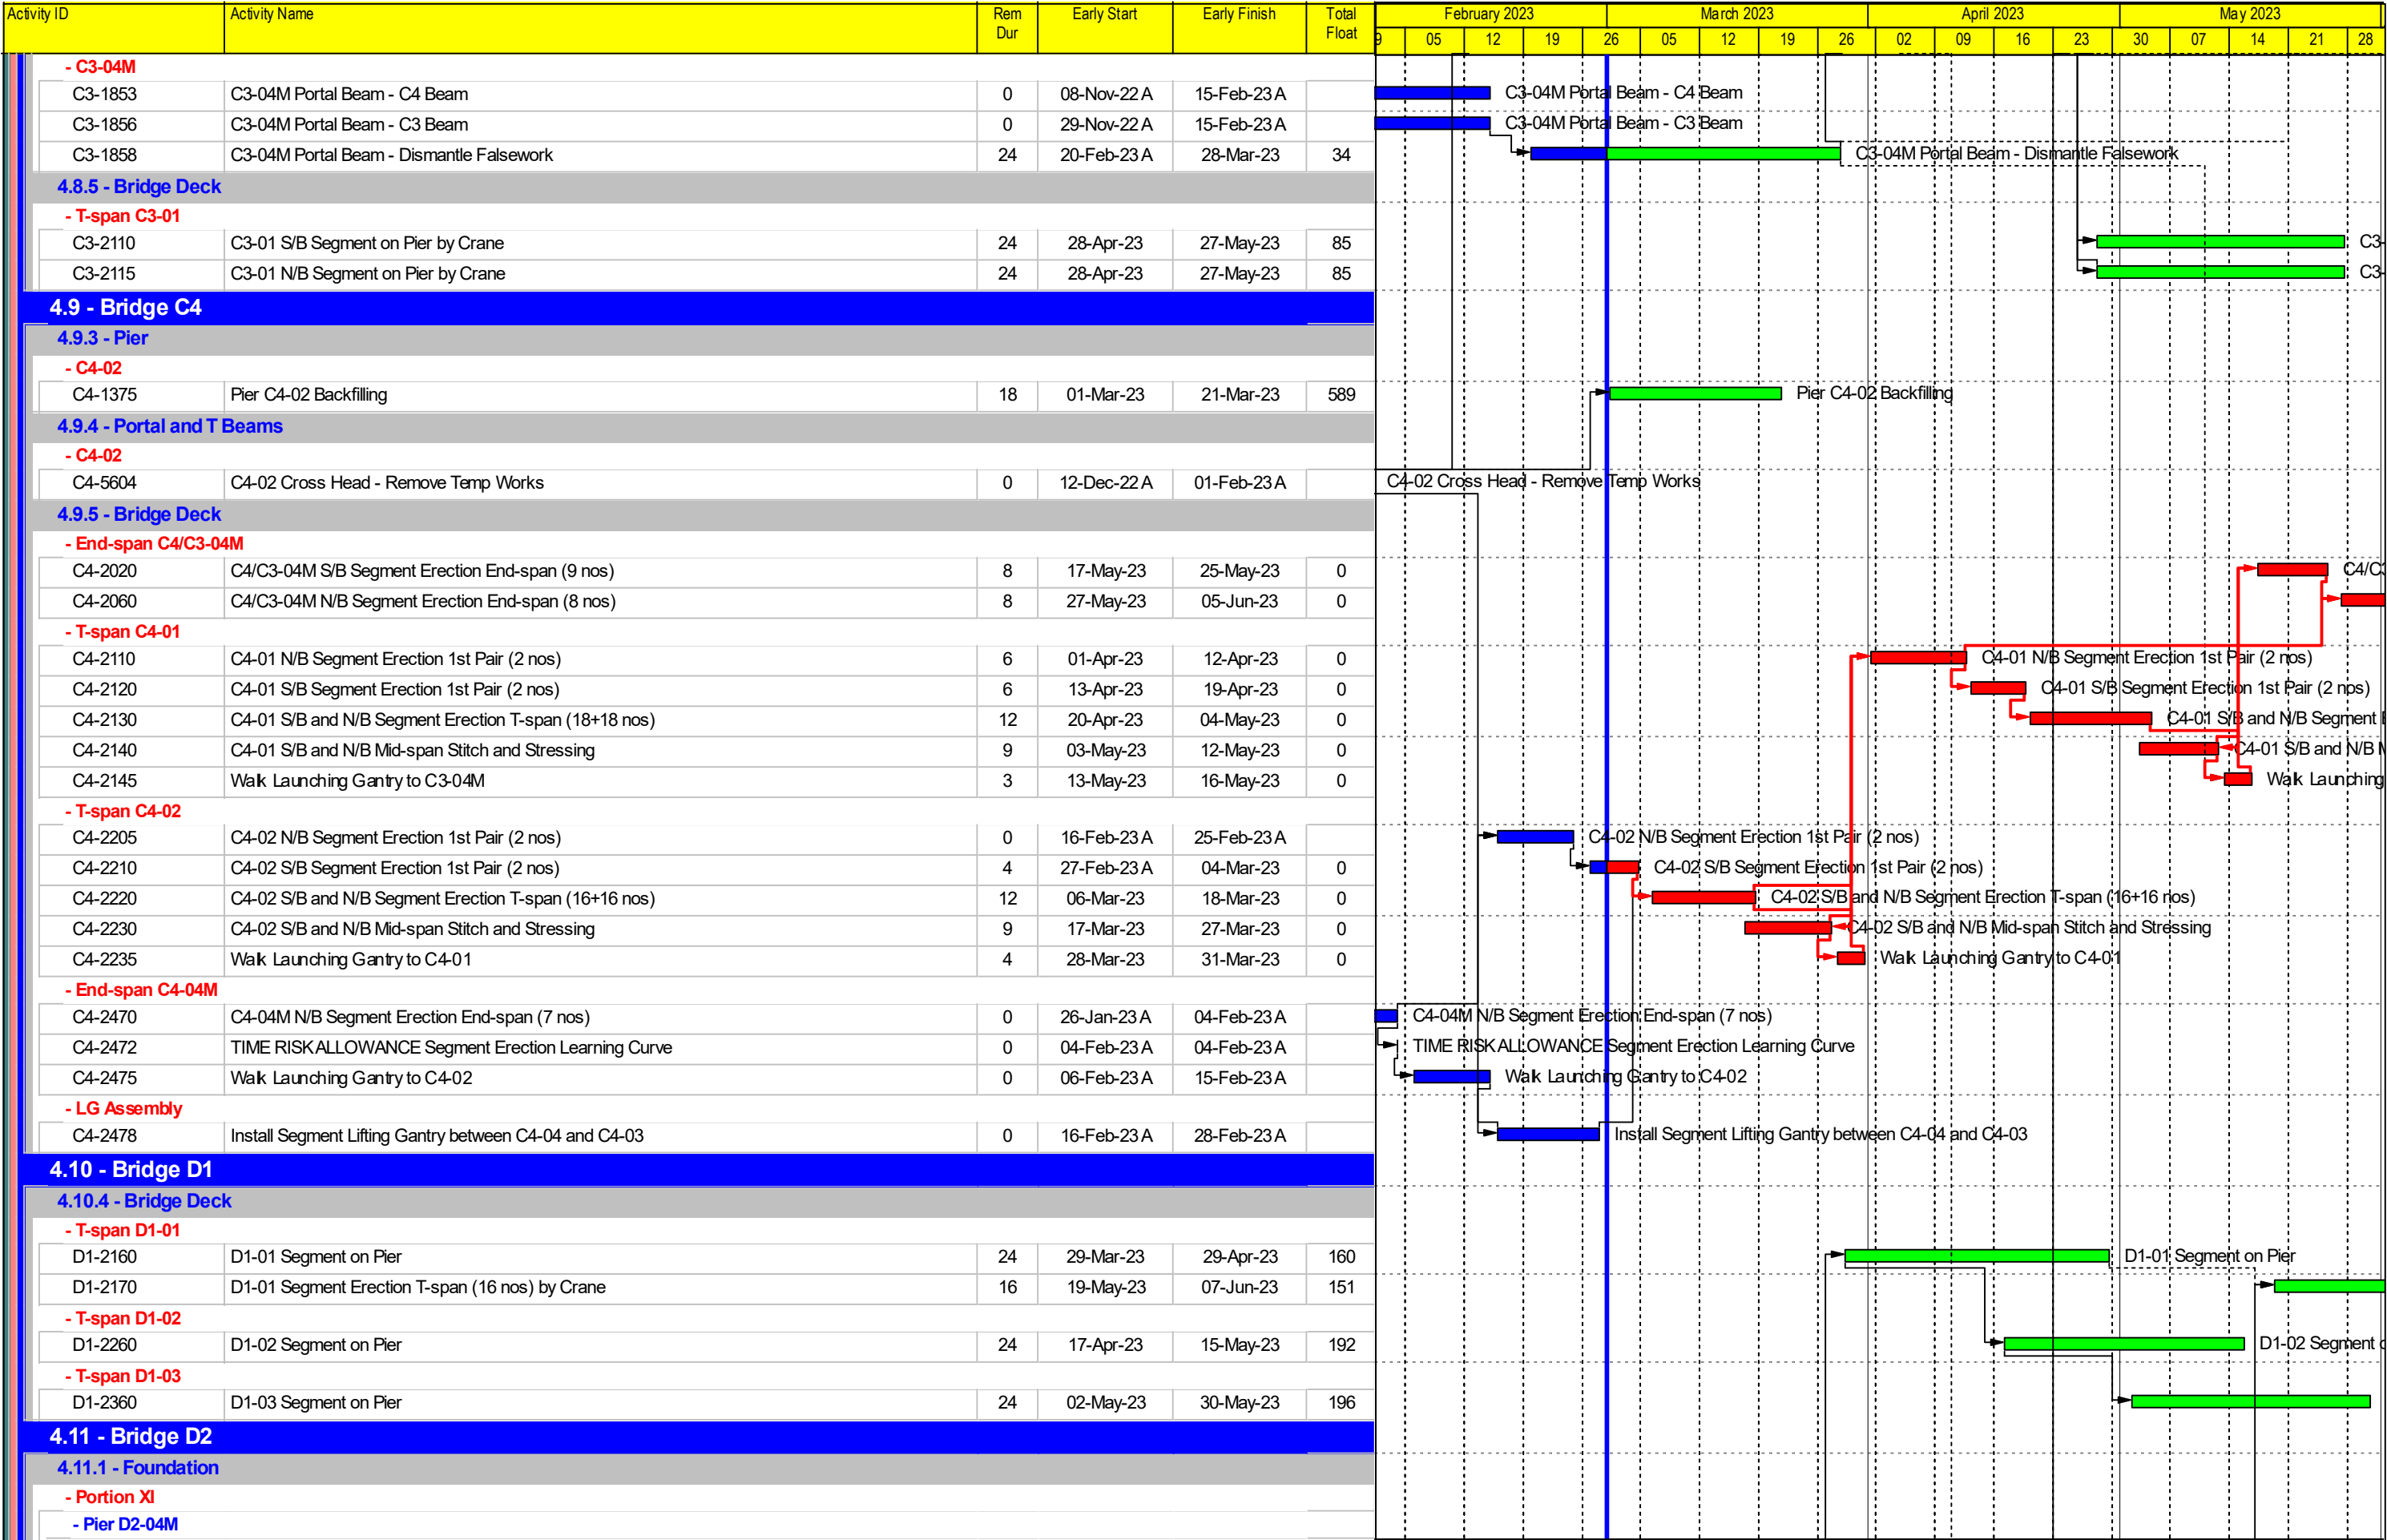 Activity ID Activity Name Rem Dur Early Start Early Finish Total Float February 2023 March 2023 April 2023 May 2023
05 12 19 26 05 12 19 26 02 09 16 23 30 07 14 21 28
- C3-04M
C3-1853 C3-04M Portal Beam - C4 Beam 0 08-Nov-22 A 15-Feb-23 A C3-04M Portal Beam - C4 Beam
C3-1856 C3-04M Portal Beam - C3 Beam 0 29-Nov-22 A 15-Feb-23 A C3-04M Portal Beam - C3 Beam
C3-1858 C3-04M Portal Beam - Dismantle Falsework 24 20-Feb-23 A 28-Mar-23 34 C3-04M Portal Beam - Dismantle Falsework
4.8.5 - Bridge Deck
- T-span C3-01
C3-2110 C3-01 S/B Segment on Pier by Crane 24 28-Apr-23 27-May-23 85 C3-
C3-2115 C3-01 N/B Segment on Pier by Crane 24 28-Apr-23 27-May-23 85 C3-
4.9 - Bridge C4
4.9.3 - Pier
- C4-02
C4-1375 Pier C4-02 Backfilling 18 01-Mar-23 21-Mar-23 589 Pier C4-02 Backfilling
4.9.4 - Portal and T Beams
- C4-02
C4-5604 C4-02 Cross Head - Remove Temp Works 0 12-Dec-22 A 01-Feb-23 A C4-02 Cross Head - Remove Temp Works
4.9.5 - Bridge Deck
- End-span C4/C3-04M
C4-2020 C4/C3-04M S/B Segment Erection End-span (9 nos) 8 17-May-23 25-May-23 0 C4/C3
C4-2060 C4/C3-04M N/B Segment Erection End-span (8 nos) 8 27-May-23 05-Jun-23 0
- T-span C4-01
C4-2110 C4-01 N/B Segment Erection 1st Pair (2 nos) 6 01-Apr-23 12-Apr-23 0 C4-01 N/B Segment Erection 1st Pair (2 nos)
C4-2120 C4-01 S/B Segment Erection 1st Pair (2 nos) 6 13-Apr-23 19-Apr-23 0 C4-01 S/B Segment Erection 1st Pair (2 nos)
C4-2130 C4-01 S/B and N/B Segment Erection T-span (18+18 nos) 12 20-Apr-23 04-May-23 0 C4-01 S/B and N/B Segment
C4-2140 C4-01 S/B and N/B Mid-span Stitch and Stressing 9 03-May-23 12-May-23 0 C4-01 S/B and N/B
C4-2145 Walk Launching Gantry to C3-04M 3 13-May-23 16-May-23 0 Walk Launching
- T-span C4-02
C4-2205 C4-02 N/B Segment Erection 1st Pair (2 nos) 0 16-Feb-23 A 25-Feb-23 A C4-02 N/B Segment Erection 1st Pair (2 nos)
C4-2210 C4-02 S/B Segment Erection 1st Pair (2 nos) 4 27-Feb-23 A 04-Mar-23 0 C4-02 S/B Segment Erection 1st Pair (2 nos)
C4-2220 C4-02 S/B and N/B Segment Erection T-span (16+16 nos) 12 06-Mar-23 18-Mar-23 0 C4-02 S/B and N/B Segment Erection T-span (16+16 nos)
C4-2230 C4-02 S/B and N/B Mid-span Stitch and Stressing 9 17-Mar-23 27-Mar-23 0 C4-02 S/B and N/B Mid-span Stitch and Stressing
C4-2235 Walk Launching Gantry to C4-01 4 28-Mar-23 31-Mar-23 0 Walk Launching Gantry to C4-01
- End-span C4-04M
C4-2470 C4-04M N/B Segment Erection End-span (7 nos) 0 26-Jan-23 A 04-Feb-23 A C4-04M N/B Segment Erection End-span (7 nos)
C4-2472 TIME RISK ALLOWANCE Segment Erection Learning Curve 0 04-Feb-23 A 04-Feb-23 A TIME RISK ALLOWANCE Segment Erection Learning Curve
C4-2475 Walk Launching Gantry to C4-02 0 06-Feb-23 A 15-Feb-23 A Walk Launching Gantry to C4-02
- LG Assembly
C4-2478 Install Segment Lifting Gantry between C4-04 and C4-03 0 16-Feb-23 A 28-Feb-23 A Install Segment Lifting Gantry between C4-04 and C4-03
4.10 - Bridge D1
4.10.4 - Bridge Deck
- T-span D1-01
D1-2160 D1-01 Segment on Pier 24 29-Mar-23 29-Apr-23 160 D1-01 Segment on Pier
D1-2170 D1-01 Segment Erection T-span (16 nos) by Crane 16 19-May-23 07-Jun-23 151
- T-span D1-02
D1-2260 D1-02 Segment on Pier 24 17-Apr-23 15-May-23 192 D1-02 Segment
- T-span D1-03
D1-2360 D1-03 Segment on Pier 24 02-May-23 30-May-23 196
4.11 - Bridge D2
4.11.1 - Foundation
- Portion XI
- Pier D2-04M